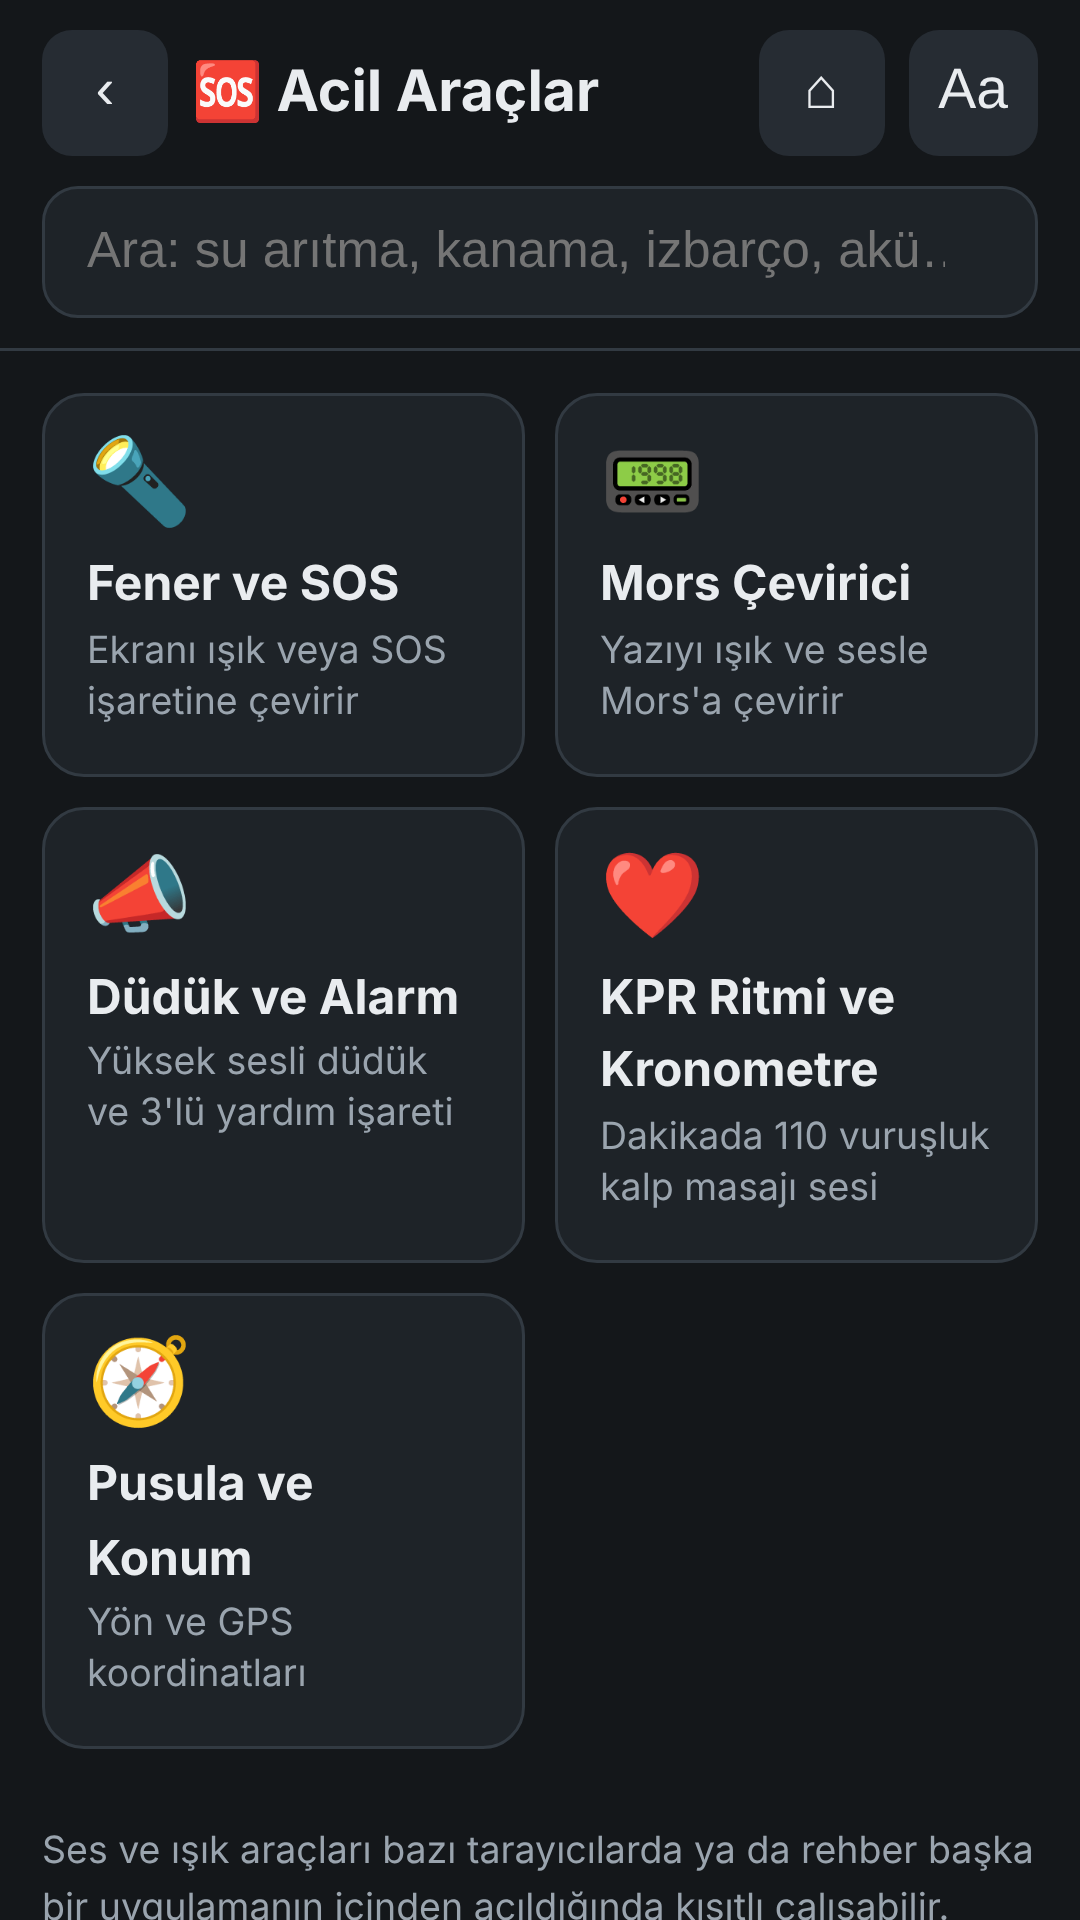 ‹ 🆘 Acil Araçlar ⌂ Aa
Ara: su arıtma, kanama, izbarço, akü..
Fener ve SOS
Ekranı ışık veya SOS
işaretine çevirir
Mors Çevirici
Yazıyı ışık ve sesle
Mors'a çevirir
Düdük ve Alarm
Yüksek sesli düdük
ve 3'lü yardım işareti
KPR Ritmi ve
Kronometre
Dakikada 110 vuruşluk
kalp masajı sesi
Pusula ve
Konum
Yön ve GPS
koordinatları
Ses ve ışık araçları bazı tarayıcılarda ya da rehber başka
bir uygulamanın içinden açıldığında kısıtlı çalışabilir.